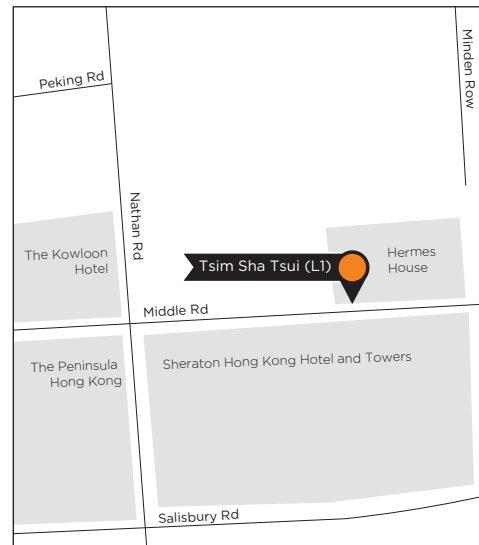 Minden Row
Peking Rd
Nathan Rd
The Kowloon
Hotel
Tsim Sha Tsui (L1)
Hermes
House
Middle Rd
The Peninsula
Hong Kong
Sheraton Hong Kong Hotel and Towers
Salisbury Rd